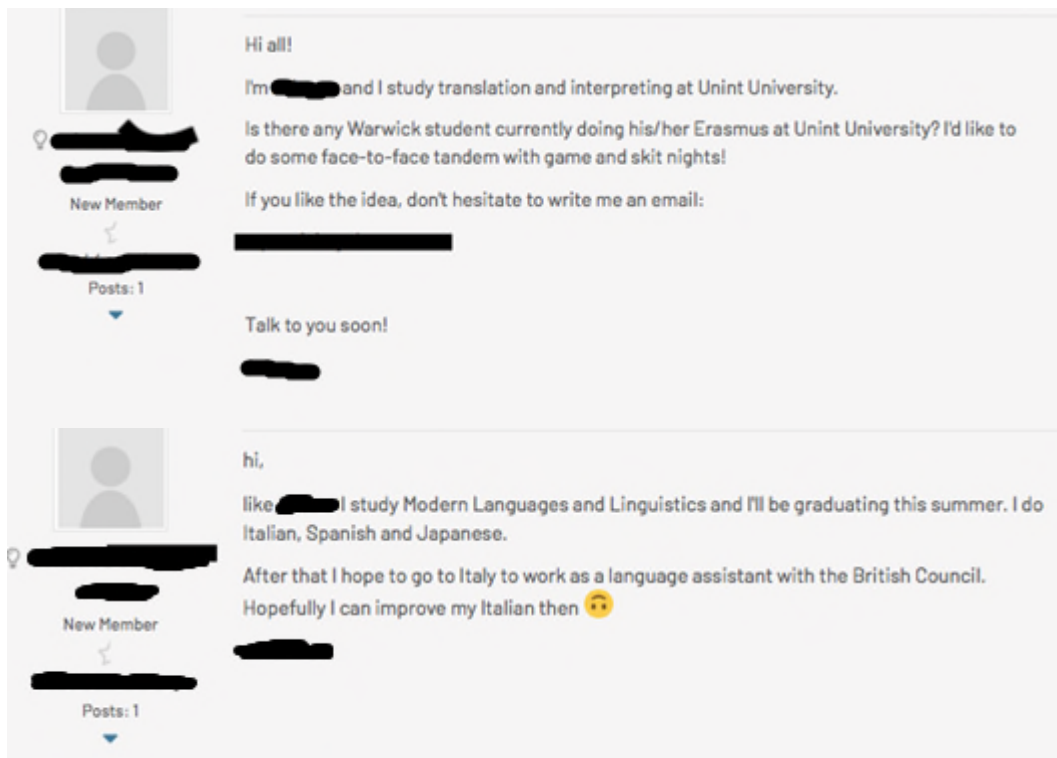 Hi all!
I'm and I study translation and interpreting at Unint University.
Is there any Warwick student currently doing his/her Erasmus at Unint University? I'd like to
do some face-to-face tandem with game and skit nights!
New Member
If you like the idea, don't hesitate to write me an email:
Posts: 1
Talk to you soon!
hi,
like I study Modern Languages and Linguistics and I'll be graduating this summer. I do
Italian, Spanish and Japanese.
After that I hope to go to Italy to work as a language assistant with the British Council.
Hopefully I can improve my Italian then 🙃
New Member
Posts: 1